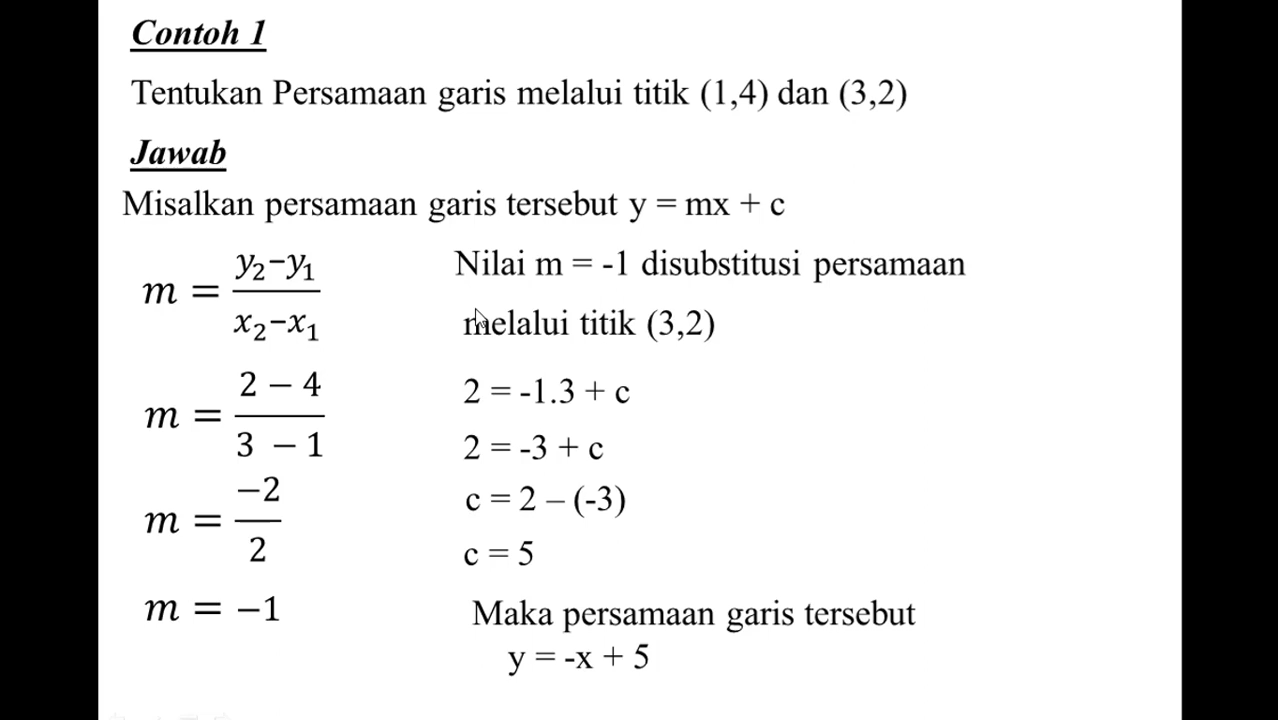 Contoh 1
Tentukan Persamaan garis melalui titik (1,4) dan (3,2)
Jawab
Misalkan persamaan garis tersebut y = mx + c
m = (y₂−y₁)/(x₂−x₁)
m = (2 − 4)/(3 − 1)
m = −2/2
m = −1
Nilai m = -1 disubstitusi persamaan
melalui titik (3,2)
2 = -1.3 + c
2 = -3 + c
c = 2 – (-3)
c = 5
Maka persamaan garis tersebut
y = -x + 5